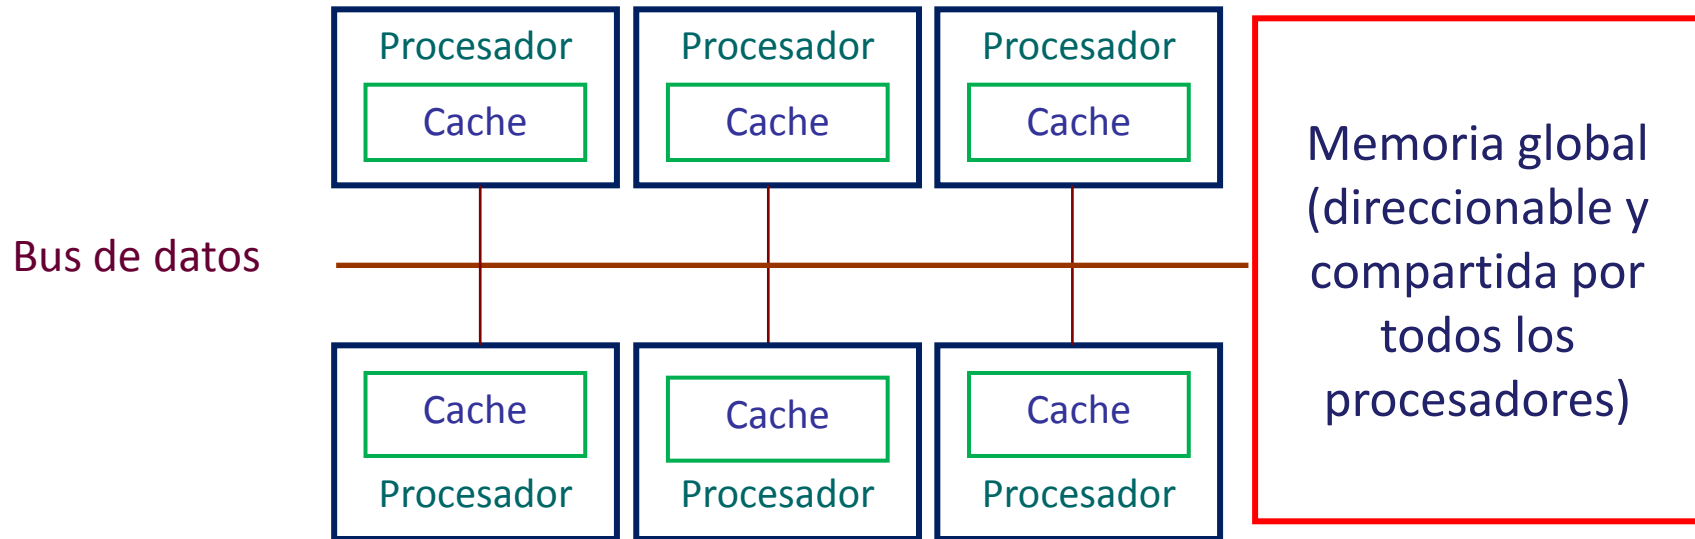 Procesador
Procesador
Procesador
Cache
Cache
Cache
Bus de datos
Cache
Cache
Cache
Procesador
Procesador
Procesador
Memoria global
(direccionable y
compartida por
todos los
procesadores)